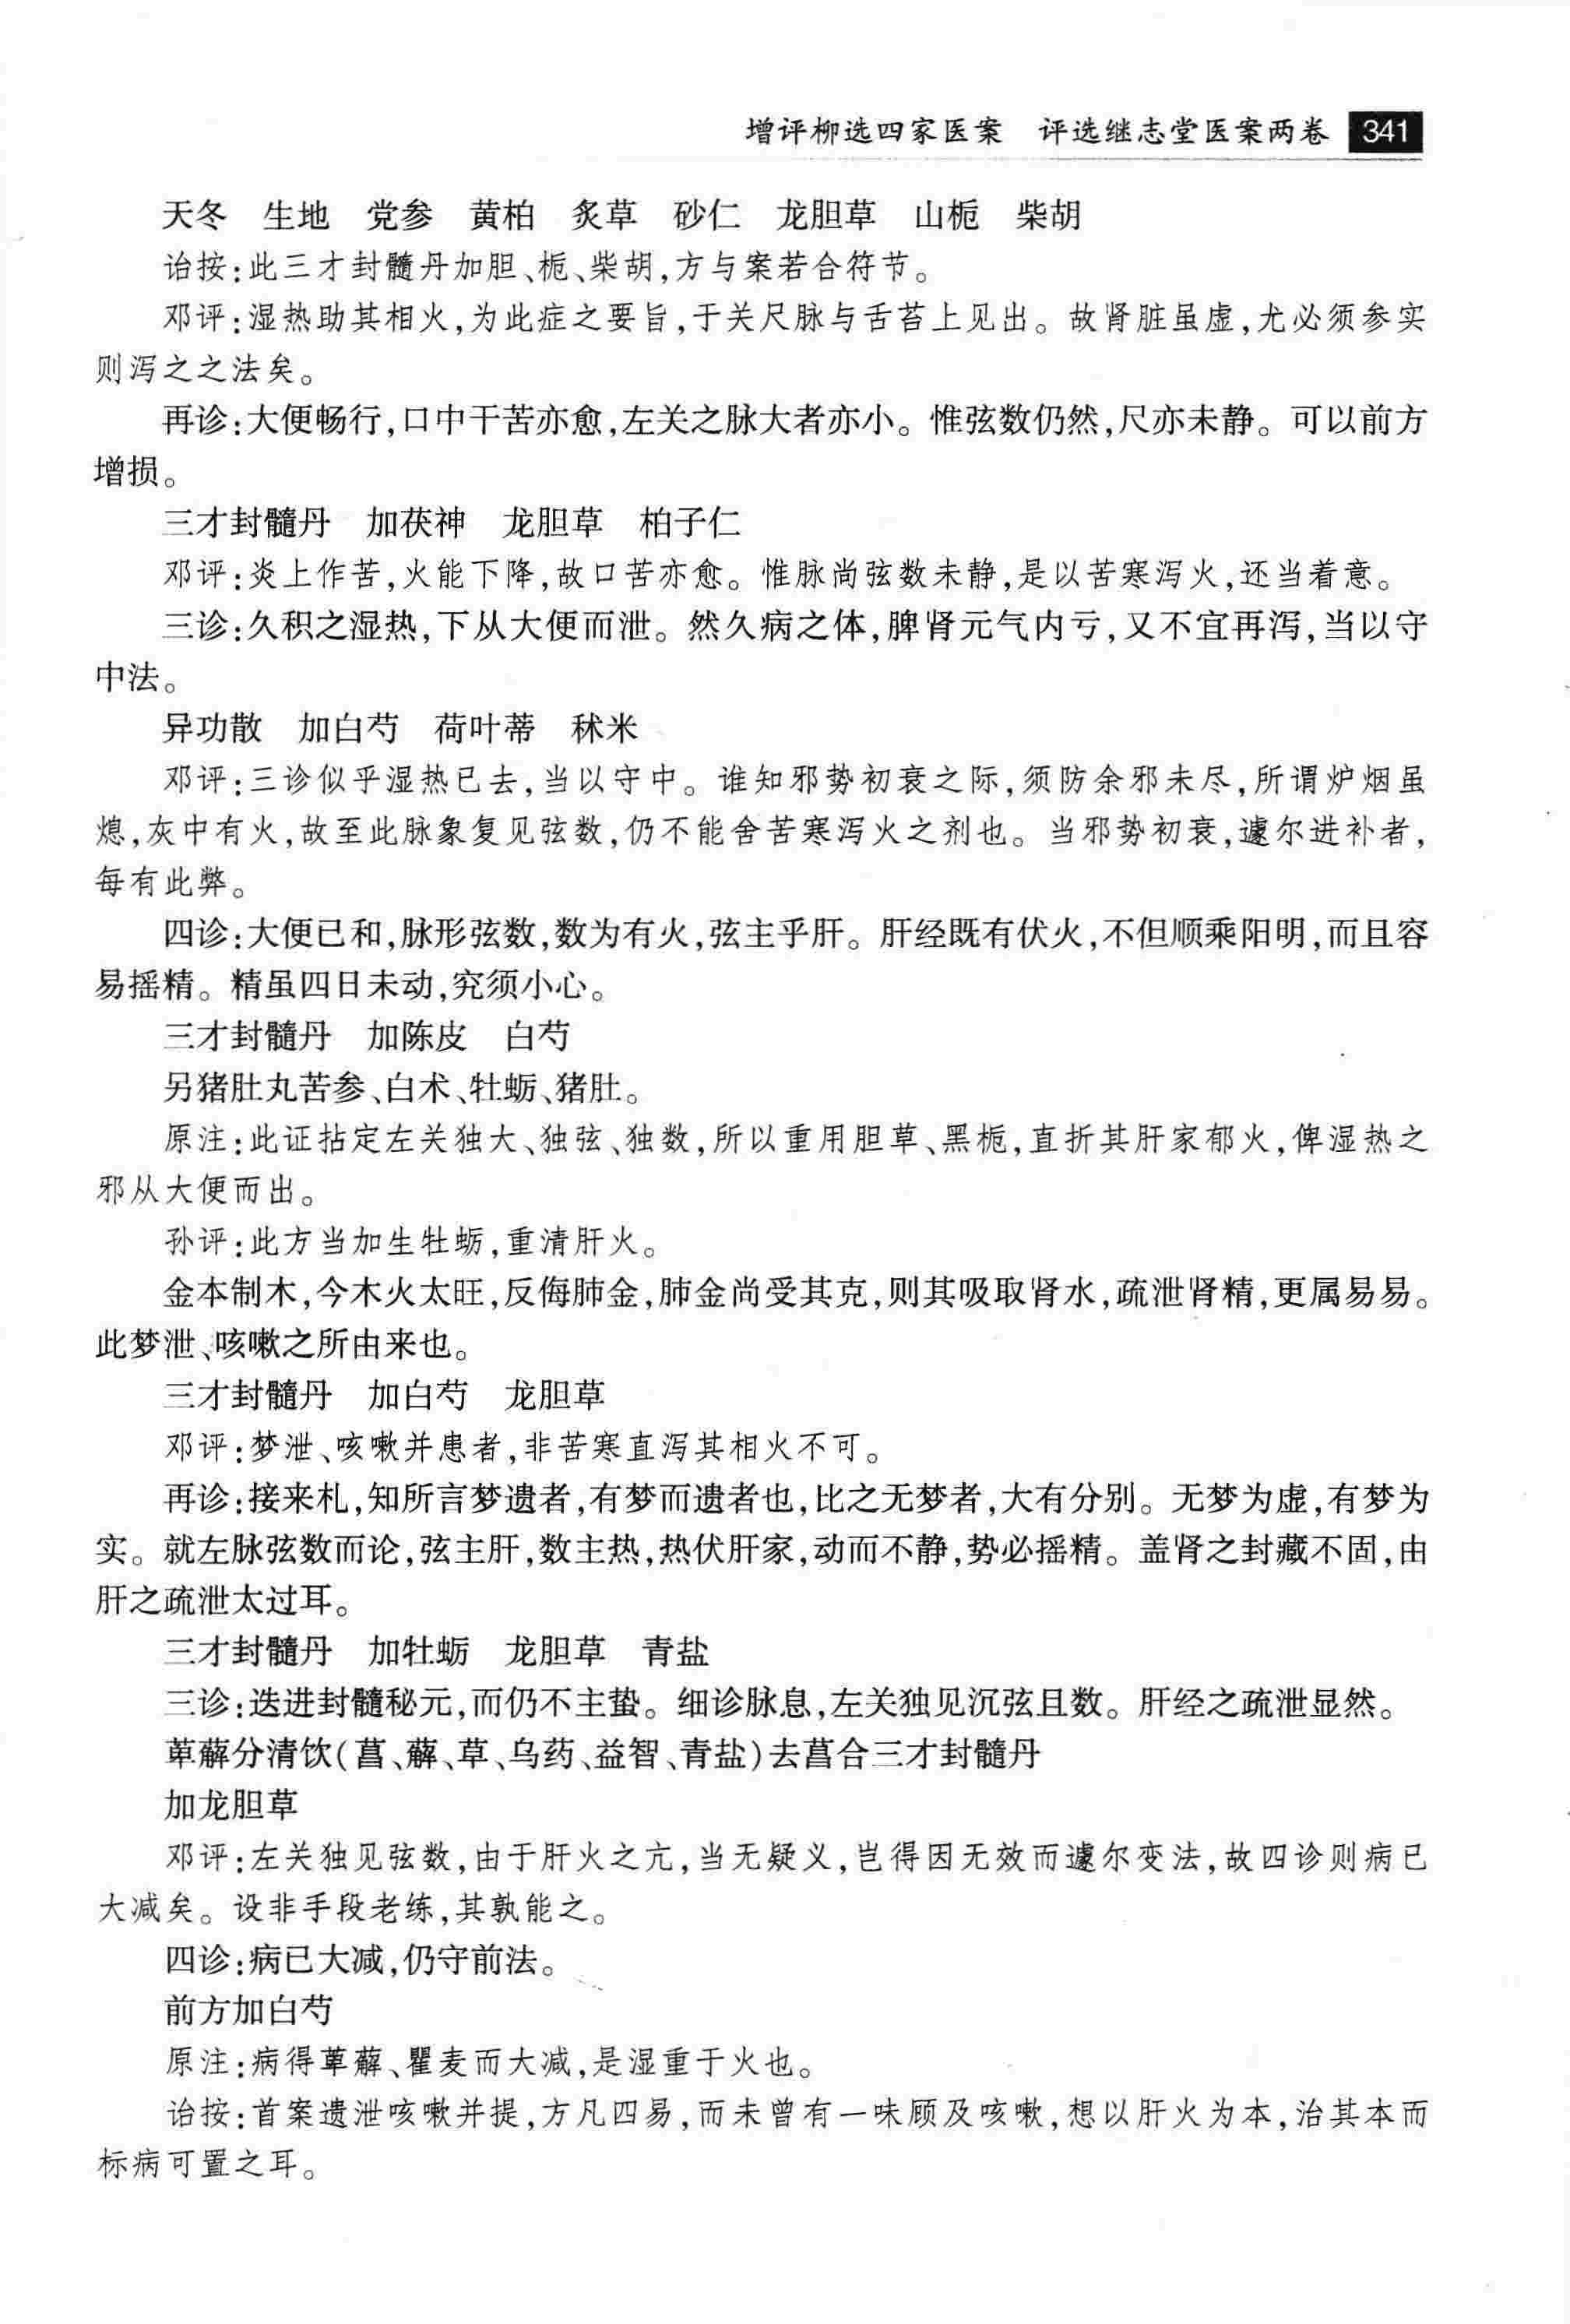 增评柳选四家医案　评选继志堂医案两卷　341
天冬　生地　党参　黄柏　炙草　砂仁　龙胆草　山栀　柴胡
诒按:此三才封髓丹加胆、栀、柴胡,方与案若合符节。
邓评:湿热助其相火,为此症之要旨,于关尺脉与舌苔上见出。故肾脏虽虚,尤必须参实
则泻之之法矣。
再诊:大便畅行,口中干苦亦愈,左关之脉大者亦小。惟弦数仍然,尺亦未静。可以前方
增损。
三才封髓丹　加茯神　龙胆草　柏子仁
邓评:炎上作苦,火能下降,故口苦亦愈。惟脉尚弦数未静,是以苦寒泻火,还当着意。
三诊:久积之湿热,下从大便而泄。然久病之体,脾肾元气内亏,又不宜再泻,当以守
中法。
异功散　加白芍　荷叶蒂　秫米
邓评:三诊似乎湿热已去,当以守中。谁知邪势初衰之际,须防余邪未尽,所谓炉烟虽
熄,灰中有火,故至此脉象复见弦数,仍不能舍苦寒泻火之剂也。当邪势初衰,遽尔进补者,
每有此弊。
四诊:大便已和,脉形弦数,数为有火,弦主乎肝。肝经既有伏火,不但顺乘阳明,而且容
易摇精。精虽四日未动,究须小心。
三才封髓丹　加陈皮　白芍
另猪肚丸苦参、白术、牡蛎、猪肚。
原注:此证拈定左关独大、独弦、独数,所以重用胆草、黑栀,直折其肝家郁火,俾湿热之
邪从大便而出。
孙评:此方当加生牡蛎,重清肝火。
金本制木,今木火太旺,反侮肺金,肺金尚受其克,则其吸取肾水,疏泄肾精,更属易易。
此梦泄、咳嗽之所由来也。
三才封髓丹　加白芍　龙胆草
邓评:梦泄、咳嗽并患者,非苦寒直泻其相火不可。
再诊:接来札,知所言梦遗者,有梦而遗者也,比之无梦者,大有分别。无梦为虚,有梦为
实。就左脉弦数而论,弦主肝,数主热,热伏肝家,动而不静,势必摇精。盖肾之封藏不固,由
肝之疏泄太过耳。
三才封髓丹　加牡蛎　龙胆草　青盐
三诊:迭进封髓秘元,而仍不主蛰。细诊脉息,左关独见沉弦且数。肝经之疏泄显然。
萆薢分清饮(菖、薢、草、乌药、益智、青盐)去菖合三才封髓丹
加龙胆草
邓评:左关独见弦数,由于肝火之亢,当无疑义,岂得因无效而遽尔变法,故四诊则病已
大减矣。设非手段老练,其孰能之。
四诊:病已大减,仍守前法。
前方加白芍
原注:病得萆薢、瞿麦而大减,是湿重于火也。
诒按:首案遗泄咳嗽并提,方凡四易,而未曾有一味顾及咳嗽,想以肝火为本,治其本而
标病可置之耳。